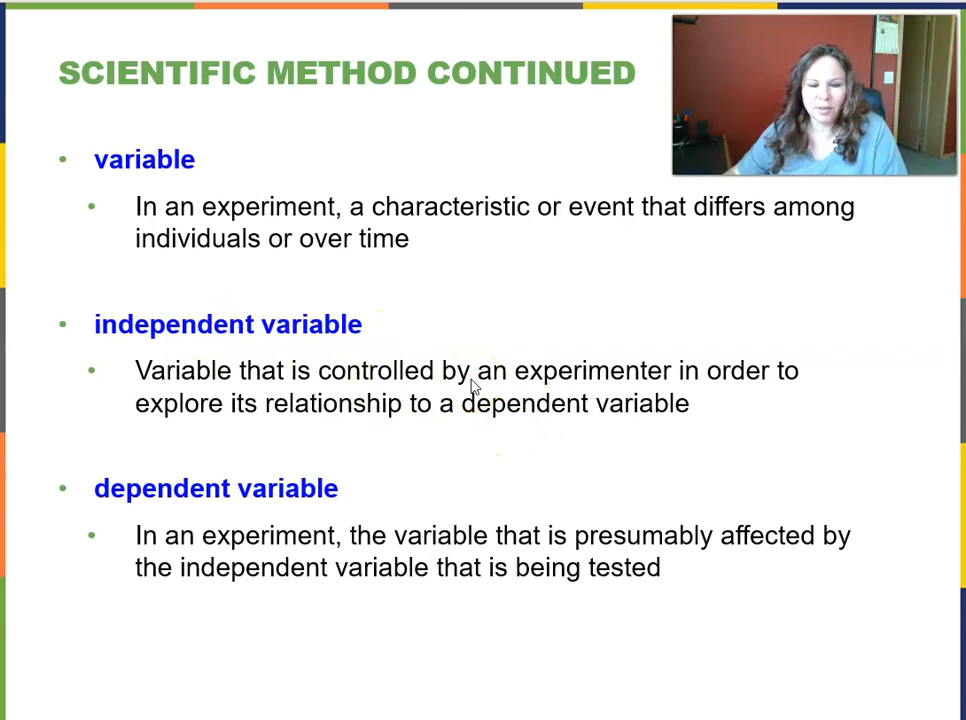 SCIENTIFIC METHOD CONTINUED
• variable
• In an experiment, a characteristic or event that differs among
individuals or over time
• independent variable
• Variable that is controlled by an experimenter in order to
explore its relationship to a dependent variable
• dependent variable
• In an experiment, the variable that is presumably affected by
the independent variable that is being tested